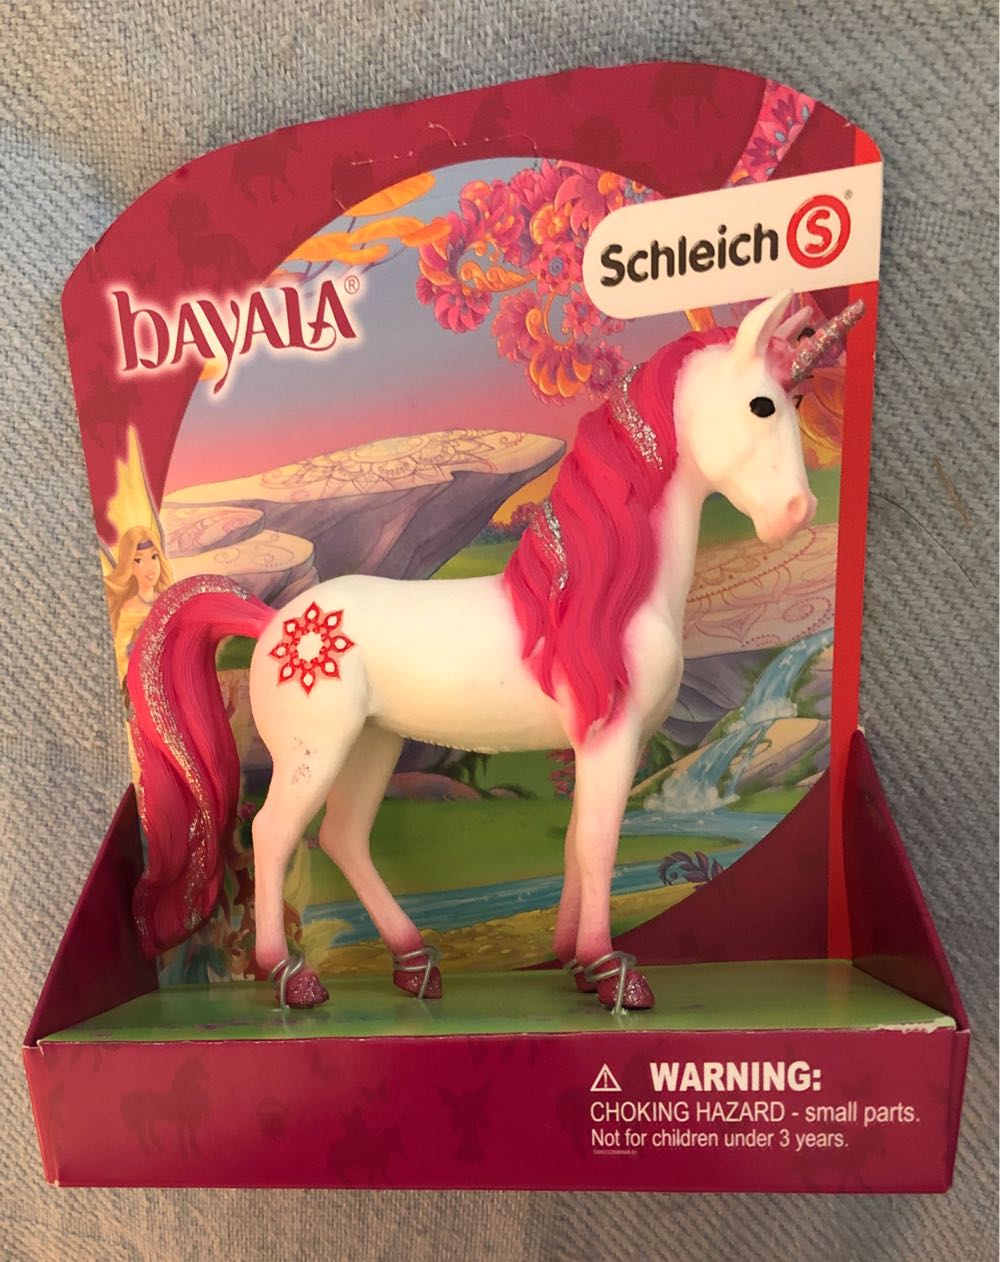 Schleich S®
bayala®
⚠ WARNING:
CHOKING HAZARD - small parts.
Not for children under 3 years.